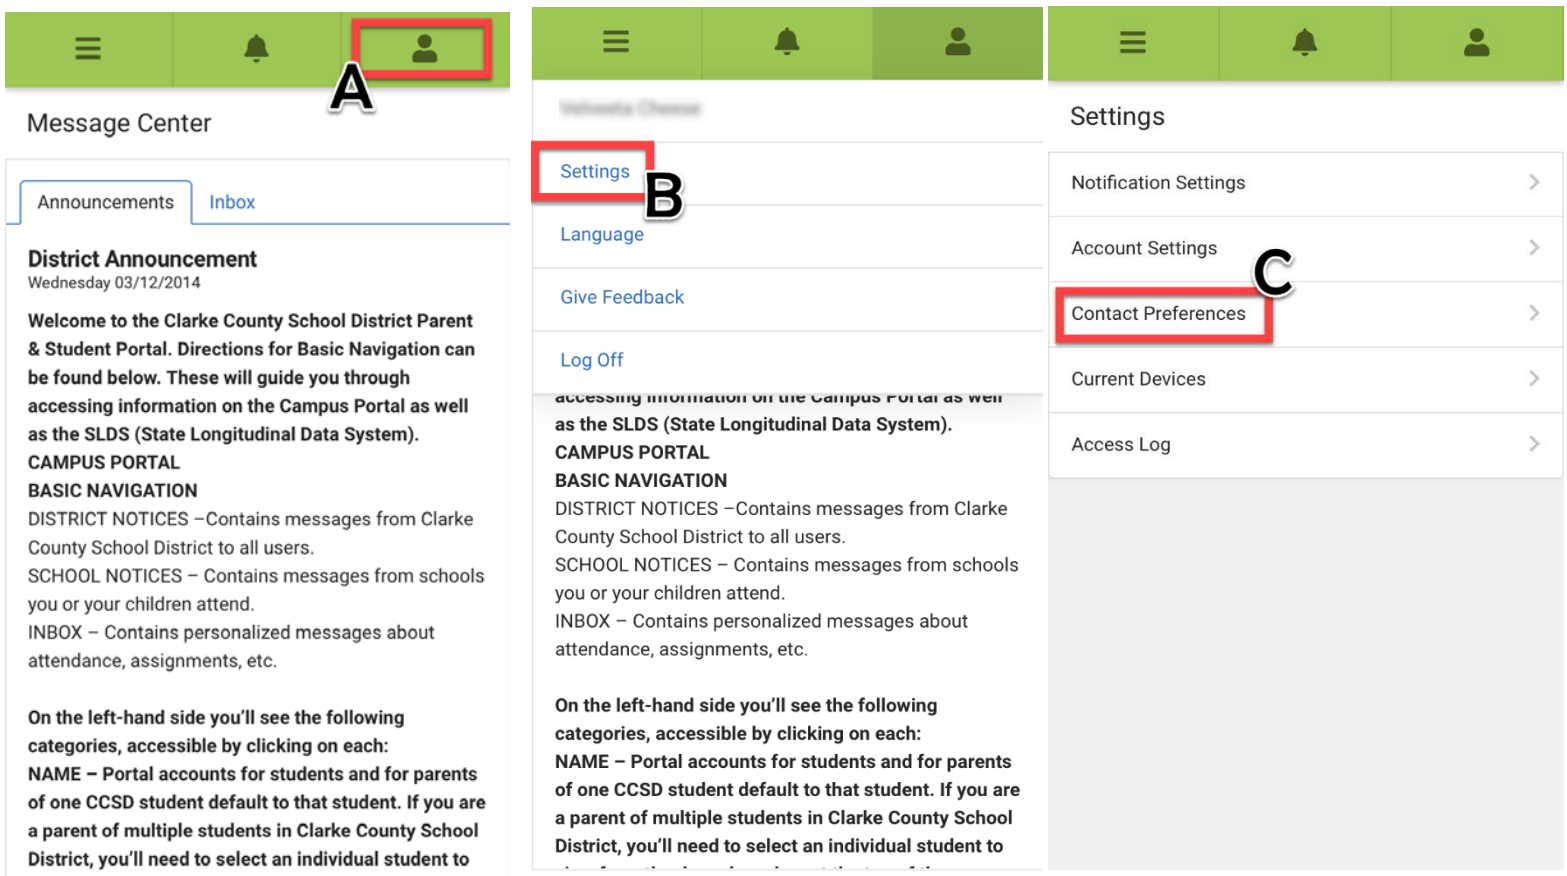 A
Message Center
Announcements Inbox
District Announcement
Wednesday 03/12/2014
Welcome to the Clarke County School District Parent
& Student Portal. Directions for Basic Navigation can
be found below. These will guide you through
accessing information on the Campus Portal as well
as the SLDS (State Longitudinal Data System).
CAMPUS PORTAL
BASIC NAVIGATION
DISTRICT NOTICES –Contains messages from Clarke
County School District to all users.
SCHOOL NOTICES – Contains messages from schools
you or your children attend.
INBOX – Contains personalized messages about
attendance, assignments, etc.
On the left-hand side you’ll see the following
categories, accessible by clicking on each:
NAME – Portal accounts for students and for parents
of one CCSD student default to that student. If you are
a parent of multiple students in Clarke County School
District, you’ll need to select an individual student to
Velveeta Cheese
Settings
B
Language
Give Feedback
Log Off
accessing information on the Campus Portal as well
as the SLDS (State Longitudinal Data System).
CAMPUS PORTAL
BASIC NAVIGATION
DISTRICT NOTICES –Contains messages from Clarke
County School District to all users.
SCHOOL NOTICES – Contains messages from schools
you or your children attend.
INBOX – Contains personalized messages about
attendance, assignments, etc.
On the left-hand side you’ll see the following
categories, accessible by clicking on each:
NAME – Portal accounts for students and for parents
of one CCSD student default to that student. If you are
a parent of multiple students in Clarke County School
District, you’ll need to select an individual student to
Settings
Notification Settings
Account Settings
C
Contact Preferences
Current Devices
Access Log